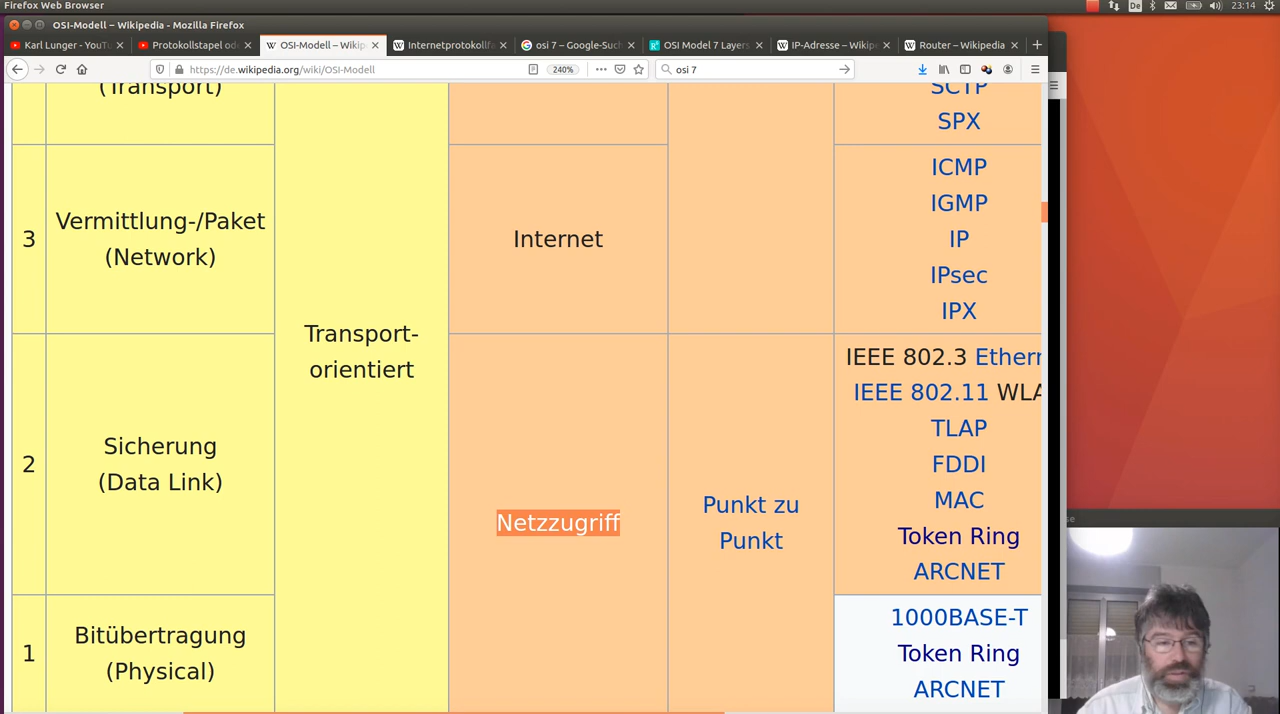 Firefox Web Browser
De
23:14
OSI-Modell – Wikipedia - Mozilla Firefox
Karl Lunger - YouTu
Protokollstapel od
OSI-Modell – Wikip
Internetprotokollf
osi 7 – Google-Such
OSI Model 7 Layers
IP-Adresse – Wikipe
Router – Wikipedia
https://de.wikipedia.org/wiki/OSI-Modell
240%
osi 7
(Transport)
SCTP
SPX
3
Vermittlung-/Paket
(Network)
Internet
ICMP
IGMP
IP
IPsec
IPX
Transport-
orientiert
2
Sicherung
(Data Link)
Netzzugriff
Punkt zu
Punkt
IEEE 802.3 Ethern
IEEE 802.11 WLA
TLAP
FDDI
MAC
Token Ring
ARCNET
1
Bitübertragung
(Physical)
1000BASE-T
Token Ring
ARCNET